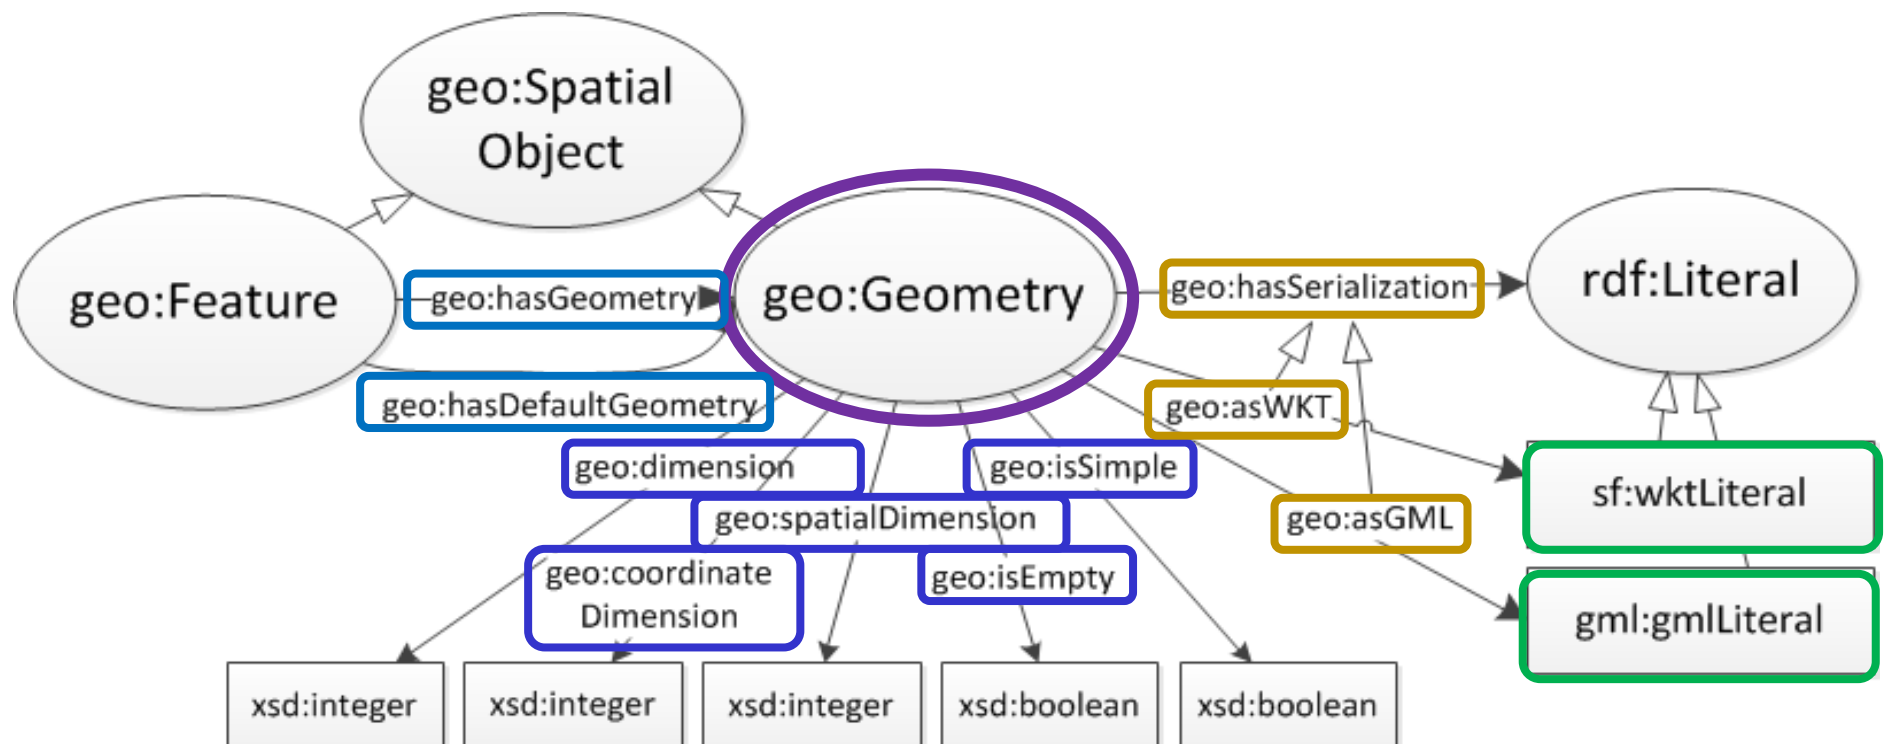 geo:Spatial
Object
geo:Feature
geo:hasGeometry
geo:Geometry
geo:hasSerialization
rdf:Literal
geo:hasDefaultGeometry
geo:asWKT
geo:dimension
geo:isSimple
sf:wktLiteral
geo:spatialDimension
geo:asGML
geo:coordinate
Dimension
geo:isEmpty
gml:gmlLiteral
xsd:integer
xsd:integer
xsd:integer
xsd:boolean
xsd:boolean